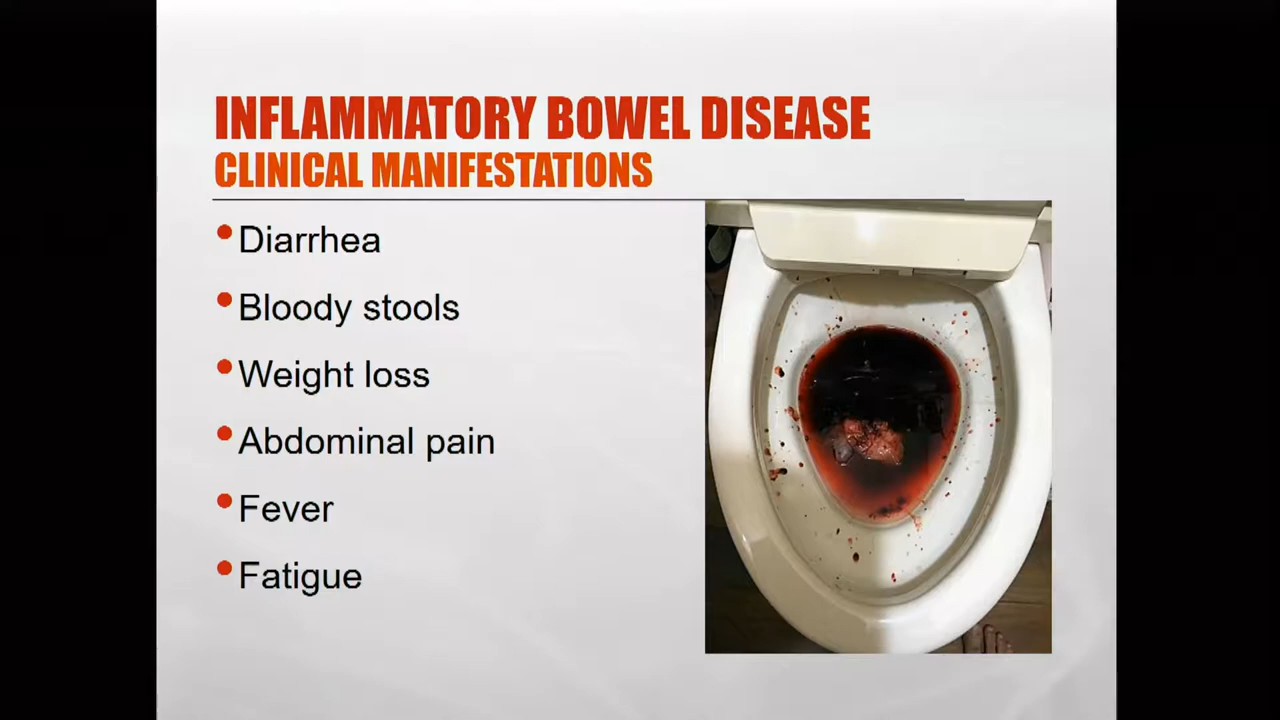 INFLAMMATORY BOWEL DISEASE
CLINICAL MANIFESTATIONS
•Diarrhea
•Bloody stools
•Weight loss
•Abdominal pain
•Fever
•Fatigue